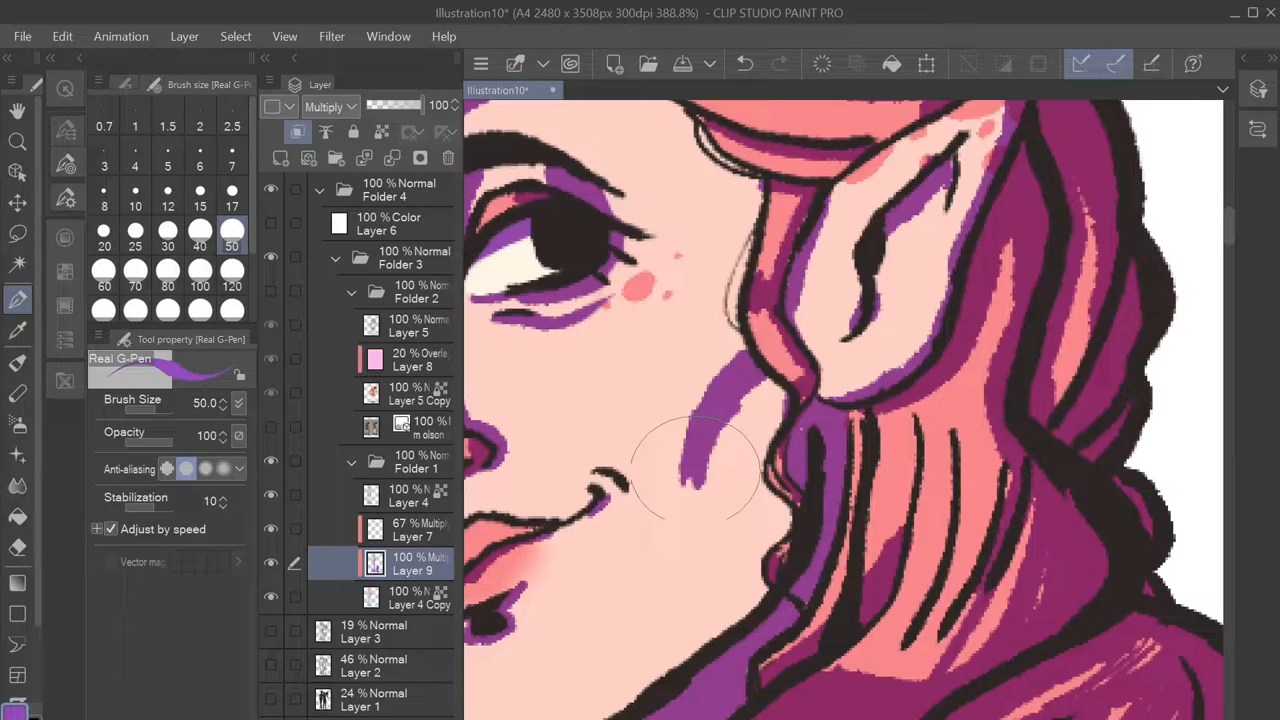 Illustration10* (A4 2480 x 3508px 300dpi 388.8%) - CLIP STUDIO PAINT PRO
File Edit Animation Layer Select View Filter Window Help
Brush size [Real G-P
Layer
Illustration10*
0.7 1 1.5 2 2.5
Multiply 100
3 4 5 6 7
8 10 12 15 17
20 25 30 40 50
60 70 80 100 120
100 % Normal
Folder 4
100 % Color
Layer 6
100 % Normal
Folder 3
100 % Norma
Folder 2
100 % Norma
Layer 5
20 % Overla
Layer 8
100 % N
Layer 5 Copy
100 %
m olson
100 % Norma
Folder 1
100 % N
Layer 4
67 % Multipl
Layer 7
100 % Multi
Layer 9
100 % N
Layer 4 Copy
19 % Normal
Layer 3
46 % Normal
Layer 2
24 % Normal
Layer 1
Tool property [Real G-Pen]
Real G-Pen
Brush Size 50.0
Opacity 100
Anti-aliasing
Stabilization 10
Adjust by speed
Vector mag